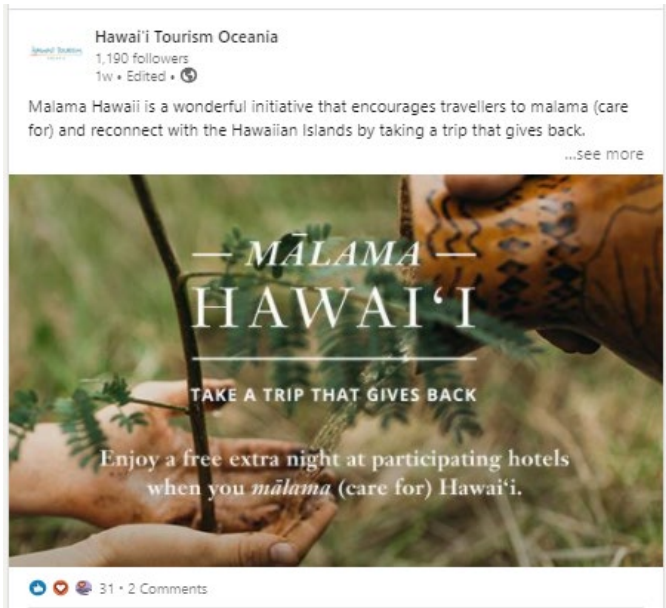 Hawai'i Tourism Oceania
1,190 followers
1w • Edited •
Malama Hawaii is a wonderful initiative that encourages travellers to malama (care
for) and reconnect with the Hawaiian Islands by taking a trip that gives back.
...see more
MĀLAMA
HAWAI‘I
TAKE A TRIP THAT GIVES BACK
Enjoy a free extra night at participating hotels
when you mālama (care for) Hawai‘i.
31 • 2 Comments